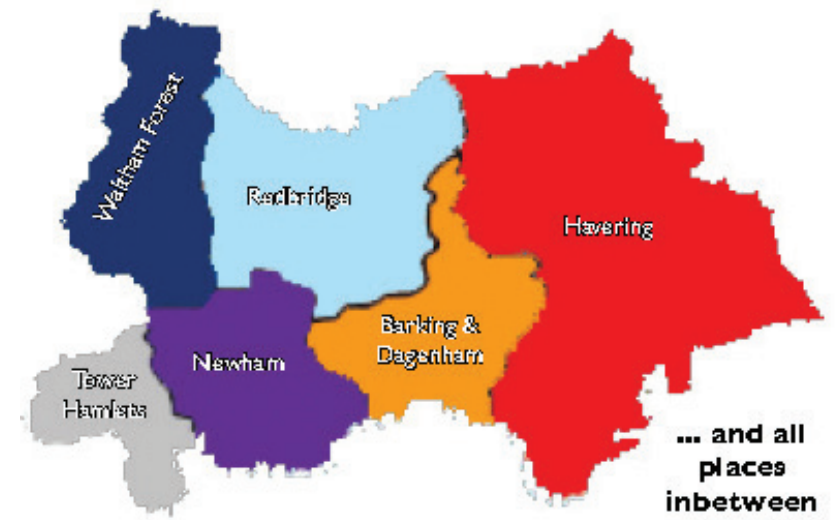 Waltham Forest
Redbridge
Havering
Barking &
Dagenham
Newham
Tower
Hamlets
... and all
places
inbetween